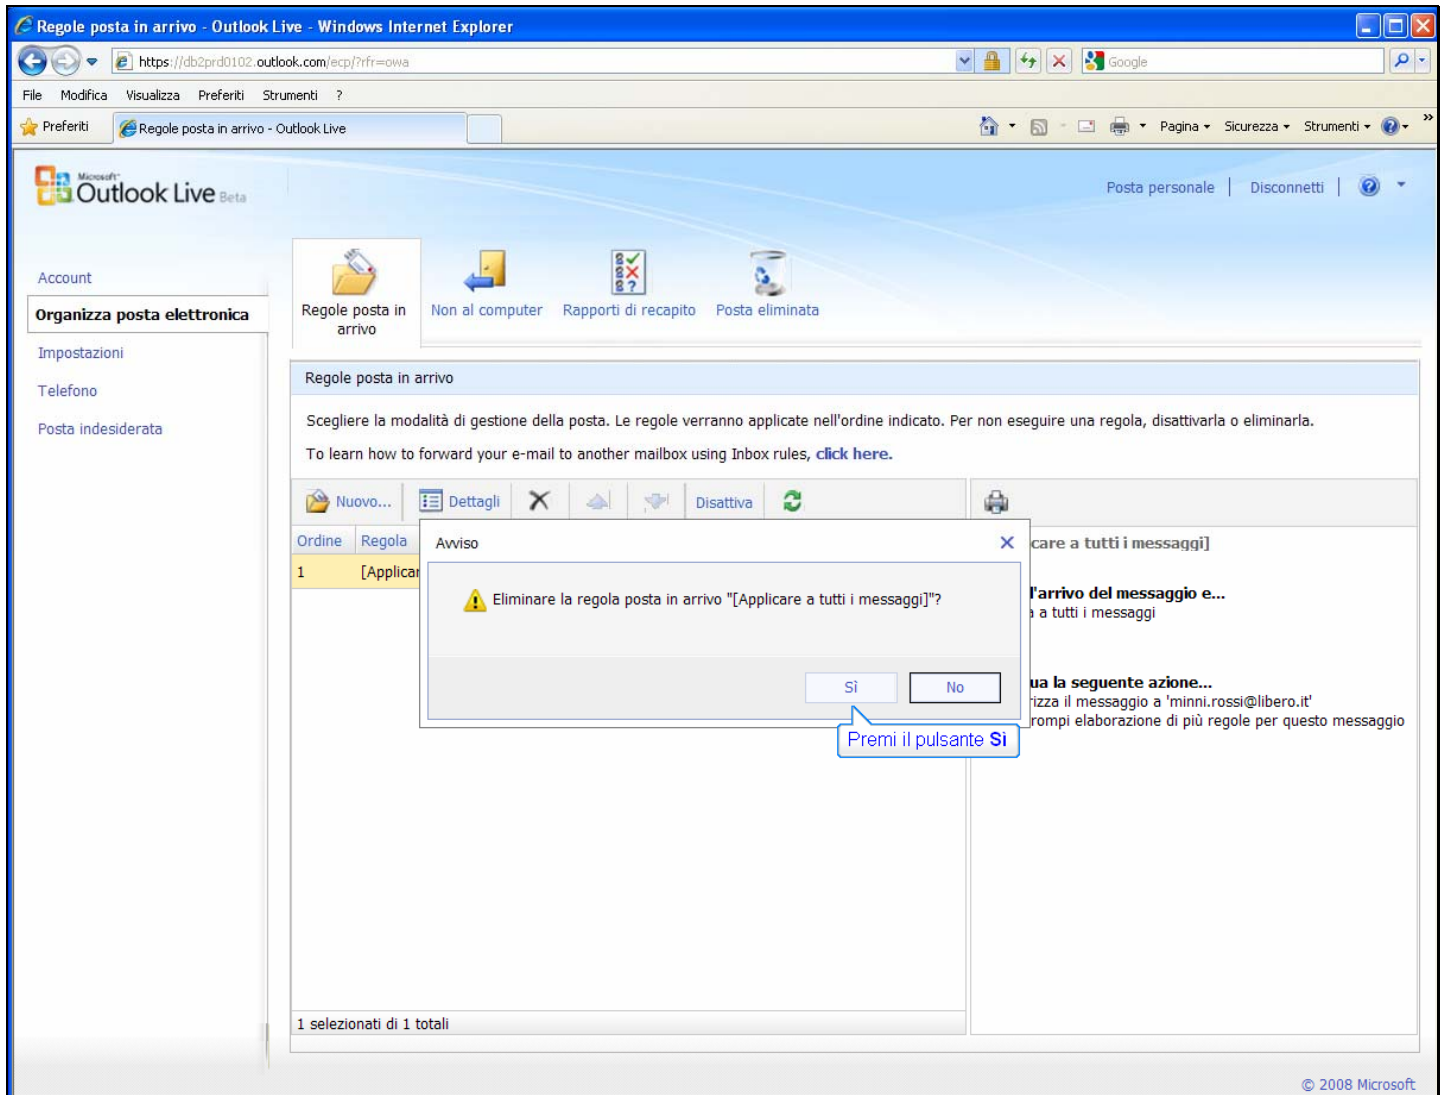 Regole posta in arrivo - Outlook Live - Windows Internet Explorer
https://db2prd0102.outlook.com/ecp/?rfr=owa
Google
File Modifica Visualizza Preferiti Strumenti ?
Preferiti Regole posta in arrivo - Outlook Live Pagina Sicurezza Strumenti
Microsoft
Outlook Live Beta
Posta personale | Disconnetti |
Account
Organizza posta elettronica
Impostazioni
Telefono
Posta indesiderata
Regole posta in
arrivo
Non al computer Rapporti di recapito Posta eliminata
Regole posta in arrivo
Scegliere la modalità di gestione della posta. Le regole verranno applicate nell'ordine indicato. Per non eseguire una regola, disattivarla o eliminarla.
To learn how to forward your e-mail to another mailbox using Inbox rules, click here.
Nuovo... Dettagli Disattiva
Ordine Regola
1 [Applicar
Avviso
Eliminare la regola posta in arrivo "[Applicare a tutti i messaggi]"?
Sì No
Premi il pulsante Sì
care a tutti i messaggi]
l'arrivo del messaggio e...
a a tutti i messaggi
ua la seguente azione...
rizza il messaggio a 'minni.rossi@libero.it'
rompi elaborazione di più regole per questo messaggio
1 selezionati di 1 totali
© 2008 Microsoft